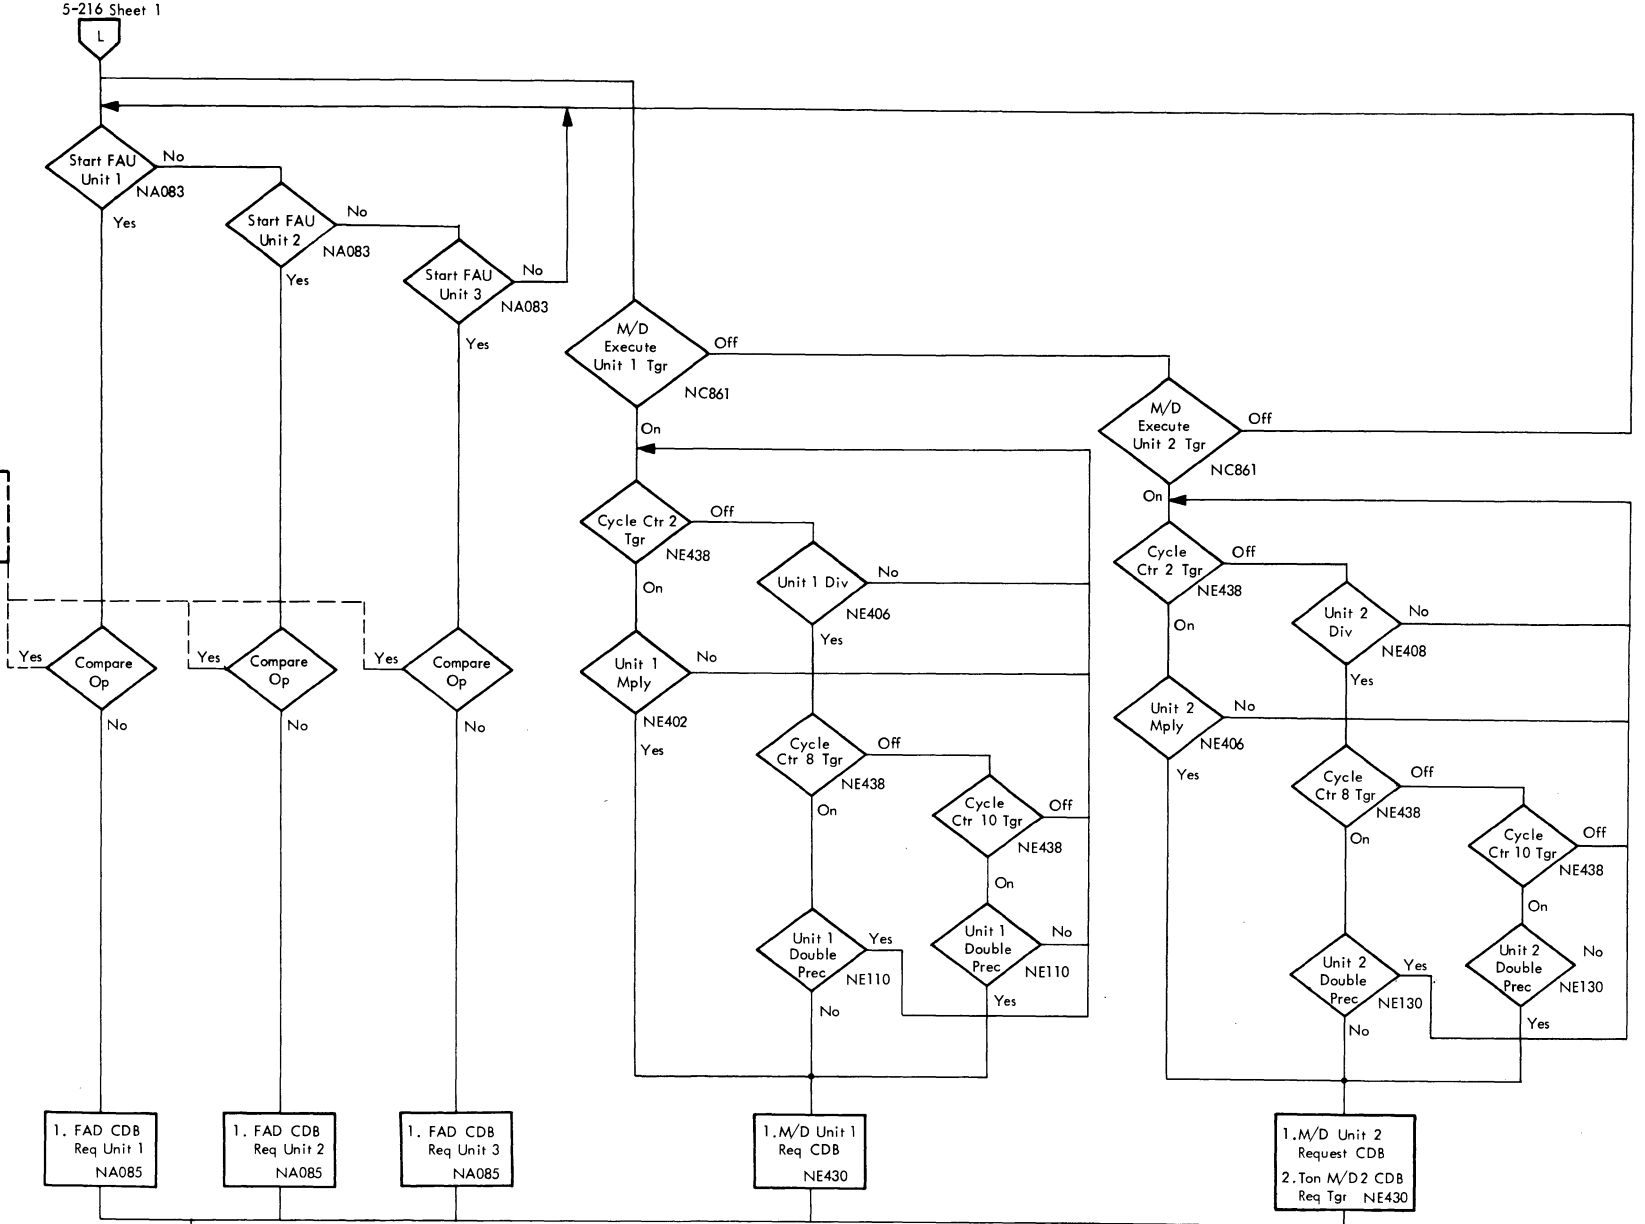 5-216 Sheet 1
L
Start FAU
Unit 1
No
NA083
Yes
Start FAU
Unit 2
No
NA083
Yes
Start FAU
Unit 3
No
NA083
Yes
M/D
Execute
Unit 1 Tgr
Off
NC861
On
M/D
Execute
Unit 2 Tgr
Off
NC861
On
Cycle Ctr 2
Tgr
Off
NE438
On
Unit 1 Div
No
NE406
Yes
Cycle
Ctr 2 Tgr
Off
NE438
On
Unit 2
Div
No
NE408
Yes
Yes
Compare
Op
No
Yes
Compare
Op
No
Yes
Compare
Op
No
Unit 1
Mply
No
NE402
Yes
Cycle
Ctr 8 Tgr
Off
NE438
On
Cycle
Ctr 10 Tgr
Off
NE438
On
Unit 2
Mply
No
NE406
Yes
Cycle
Ctr 8 Tgr
Off
NE438
On
Cycle
Ctr 10 Tgr
Off
NE438
On
Unit 1
Double
Prec
Yes
NE110
No
Unit 1
Double
Prec
No
NE110
Yes
Unit 2
Double
Prec
Yes
NE130
No
Unit 2
Double
Prec
No
NE130
Yes
1. FAD CDB
Req Unit 1
NA085
1. FAD CDB
Req Unit 2
NA085
1. FAD CDB
Req Unit 3
NA085
1. M/D Unit 1
Req CDB
NE430
1. M/D Unit 2
Request CDB
2. Ton M/D2 CDB
Req Tgr NE430